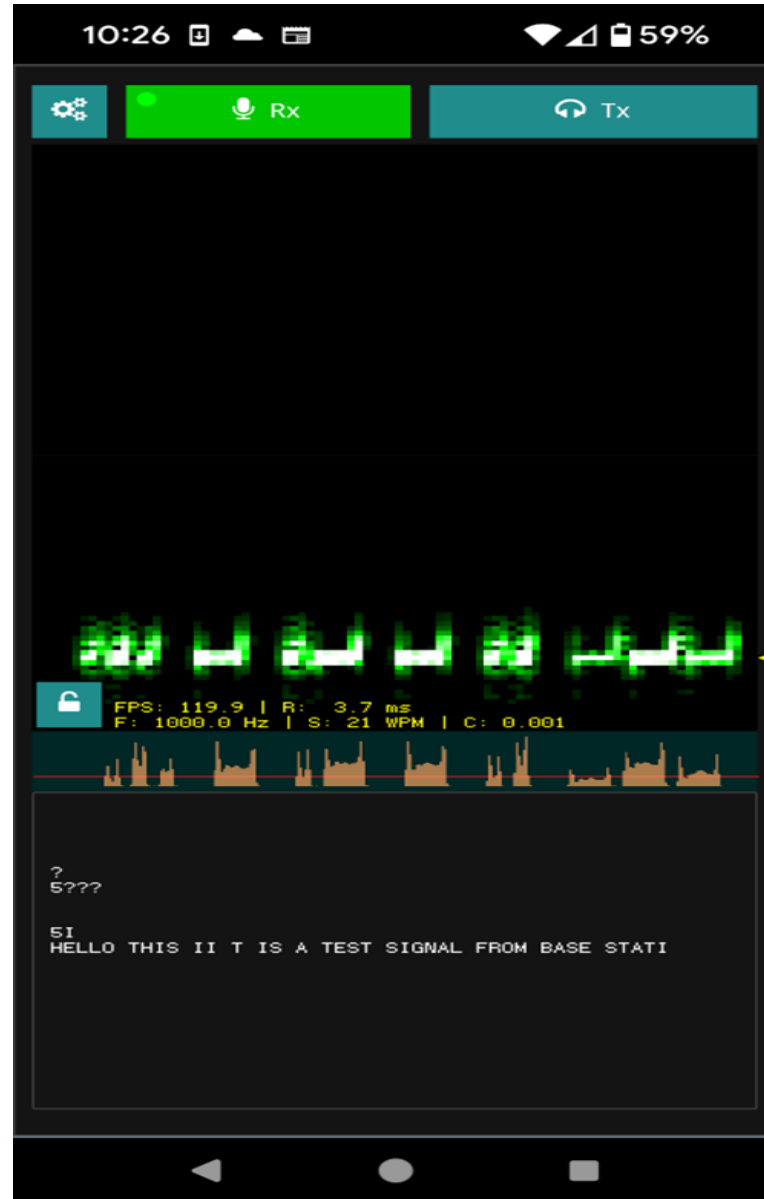 10:26 59%
Rx Tx
FPS: 119.9 | R: 3.7 ms
F: 1000.0 Hz | S: 21 WPM | C: 0.001
?
5???
5I
HELLO THIS II T IS A TEST SIGNAL FROM BASE STATI